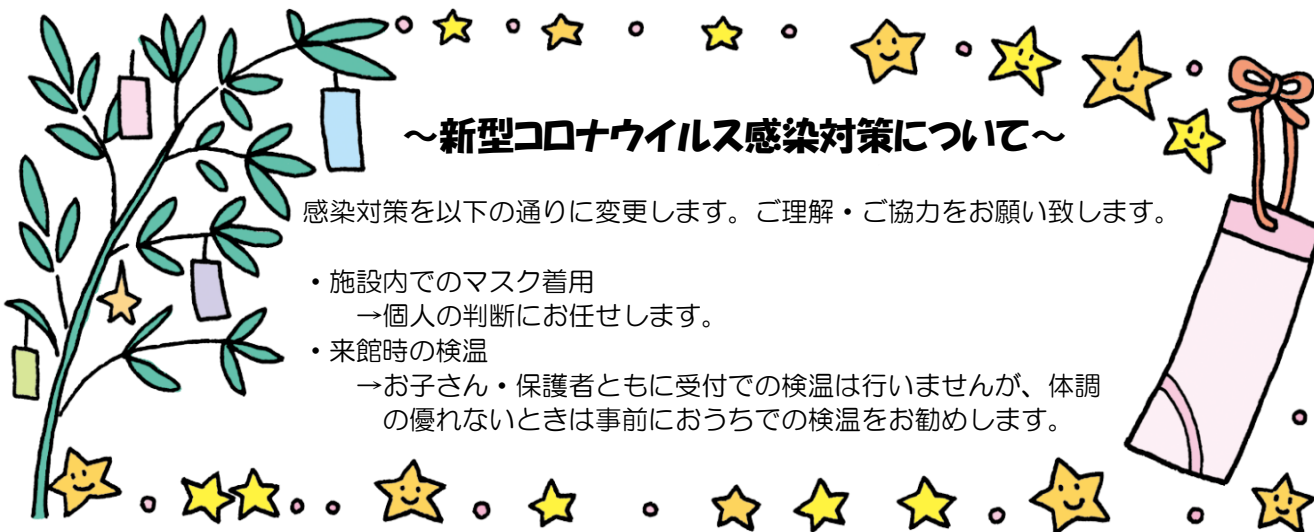 ～新型コロナウイルス感染対策について～
感染対策を以下の通りに変更します。ご理解・ご協力をお願い致します。
・施設内でのマスク着用
→個人の判断にお任せします。
・来館時の検温
→お子さん・保護者ともに受付での検温は行いませんが、体調
の優れないときは事前におうちでの検温をお勧めします。